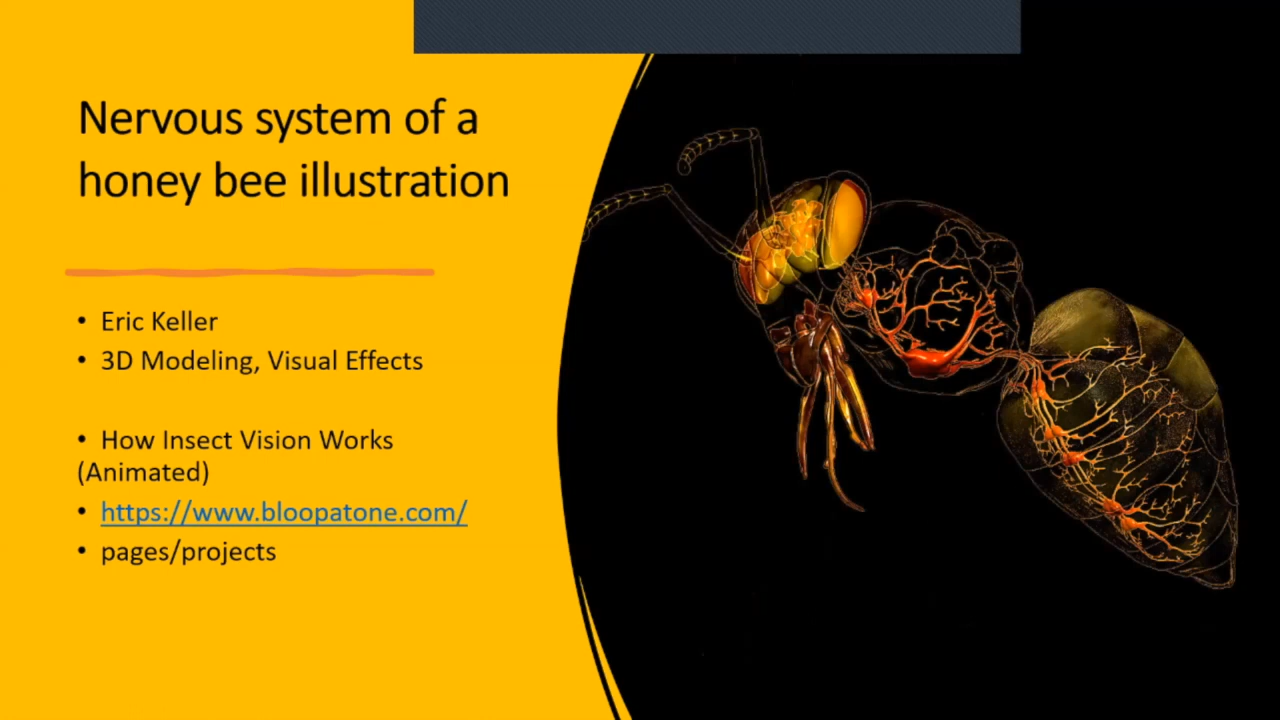 Nervous system of a
honey bee illustration
• Eric Keller
• 3D Modeling, Visual Effects
• How Insect Vision Works
(Animated)
• https://www.bloopatone.com/
• pages/projects